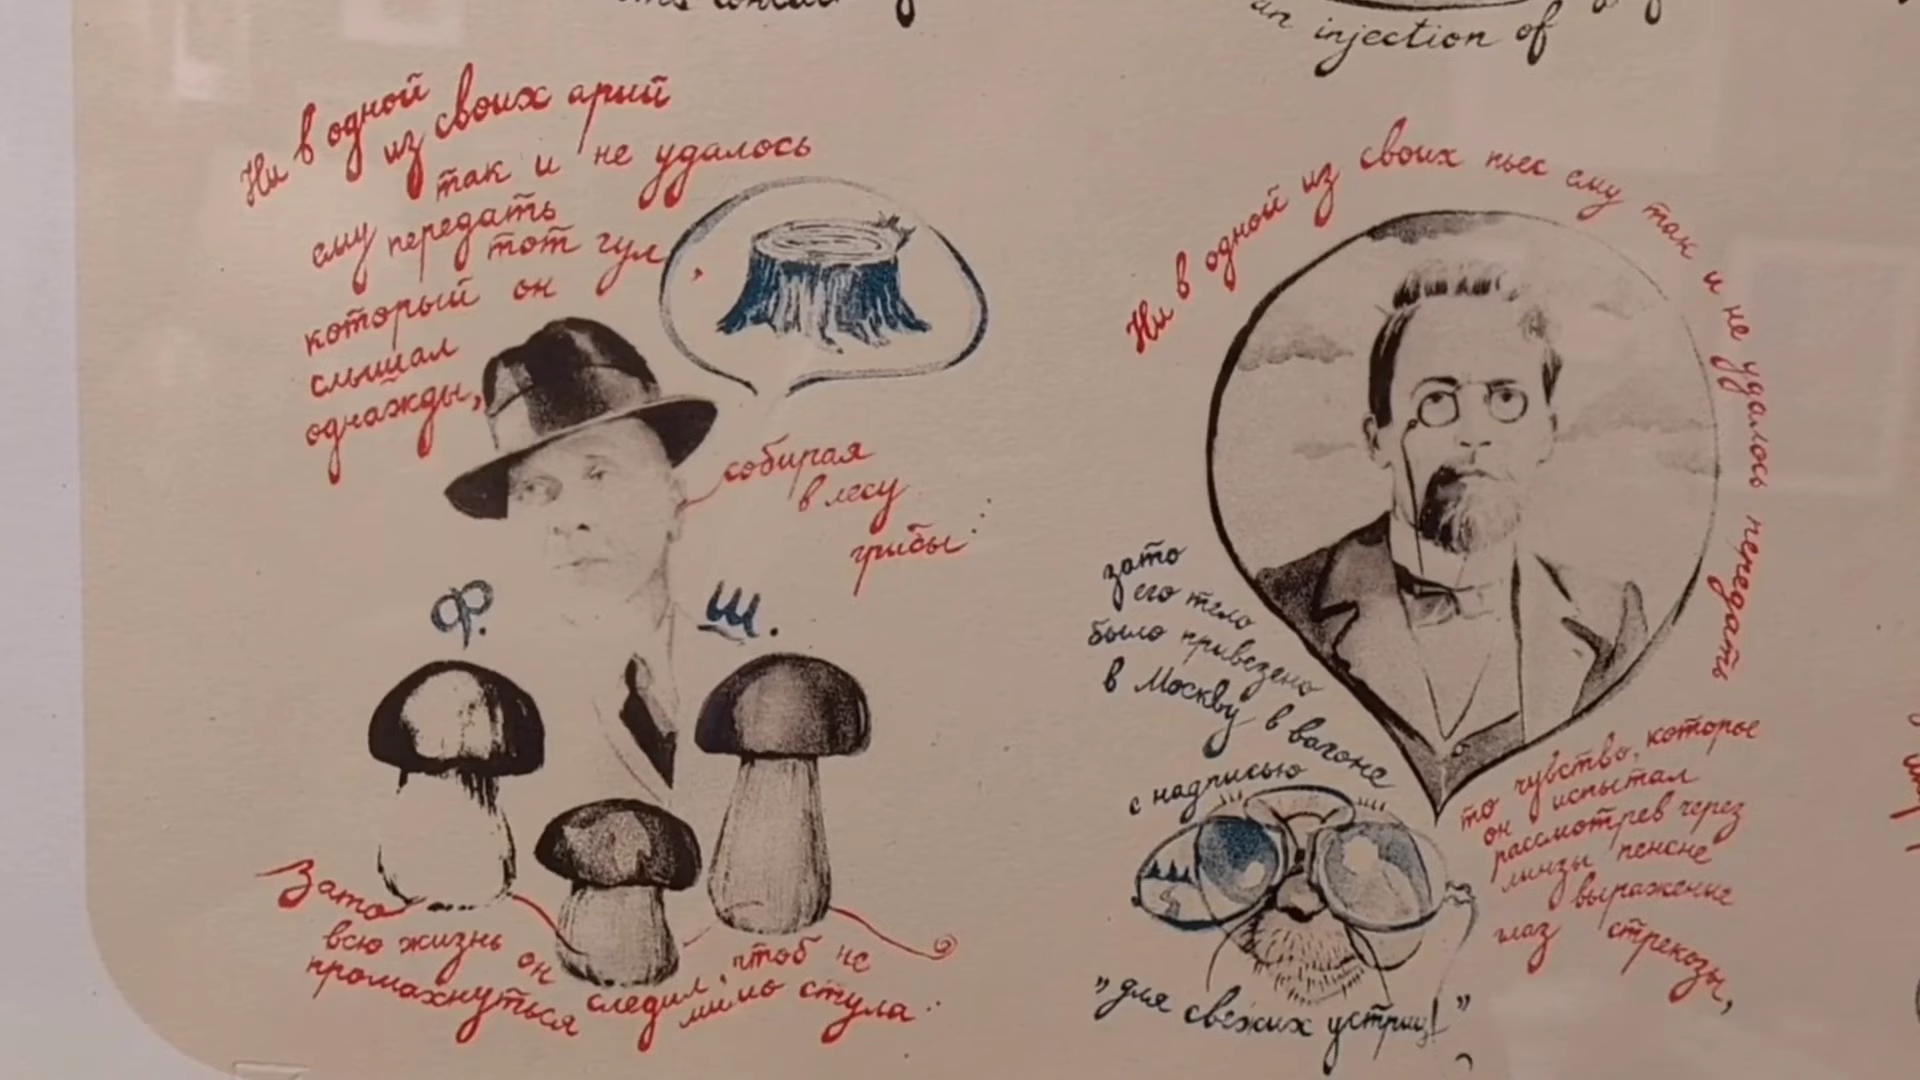 an injection of
Ни в одной
из своих арий
так и не удалось
ему передать
тот гул,
который он
слышал
однажды,
собирая
в лесу
грибы
Ф. Ш.
Зато
всю жизнь он следил, чтоб не
промахнуться мимо стула
Ни в одной из своих пьес ему так и не удалось передать
то чувство, которые
он испытал
рассмотрев через
линзы пенсне
выражение
глаз стрекозы,
зато
его тело
было привезено
в Москву в вагоне
с надписью
"для свежих устриц!"